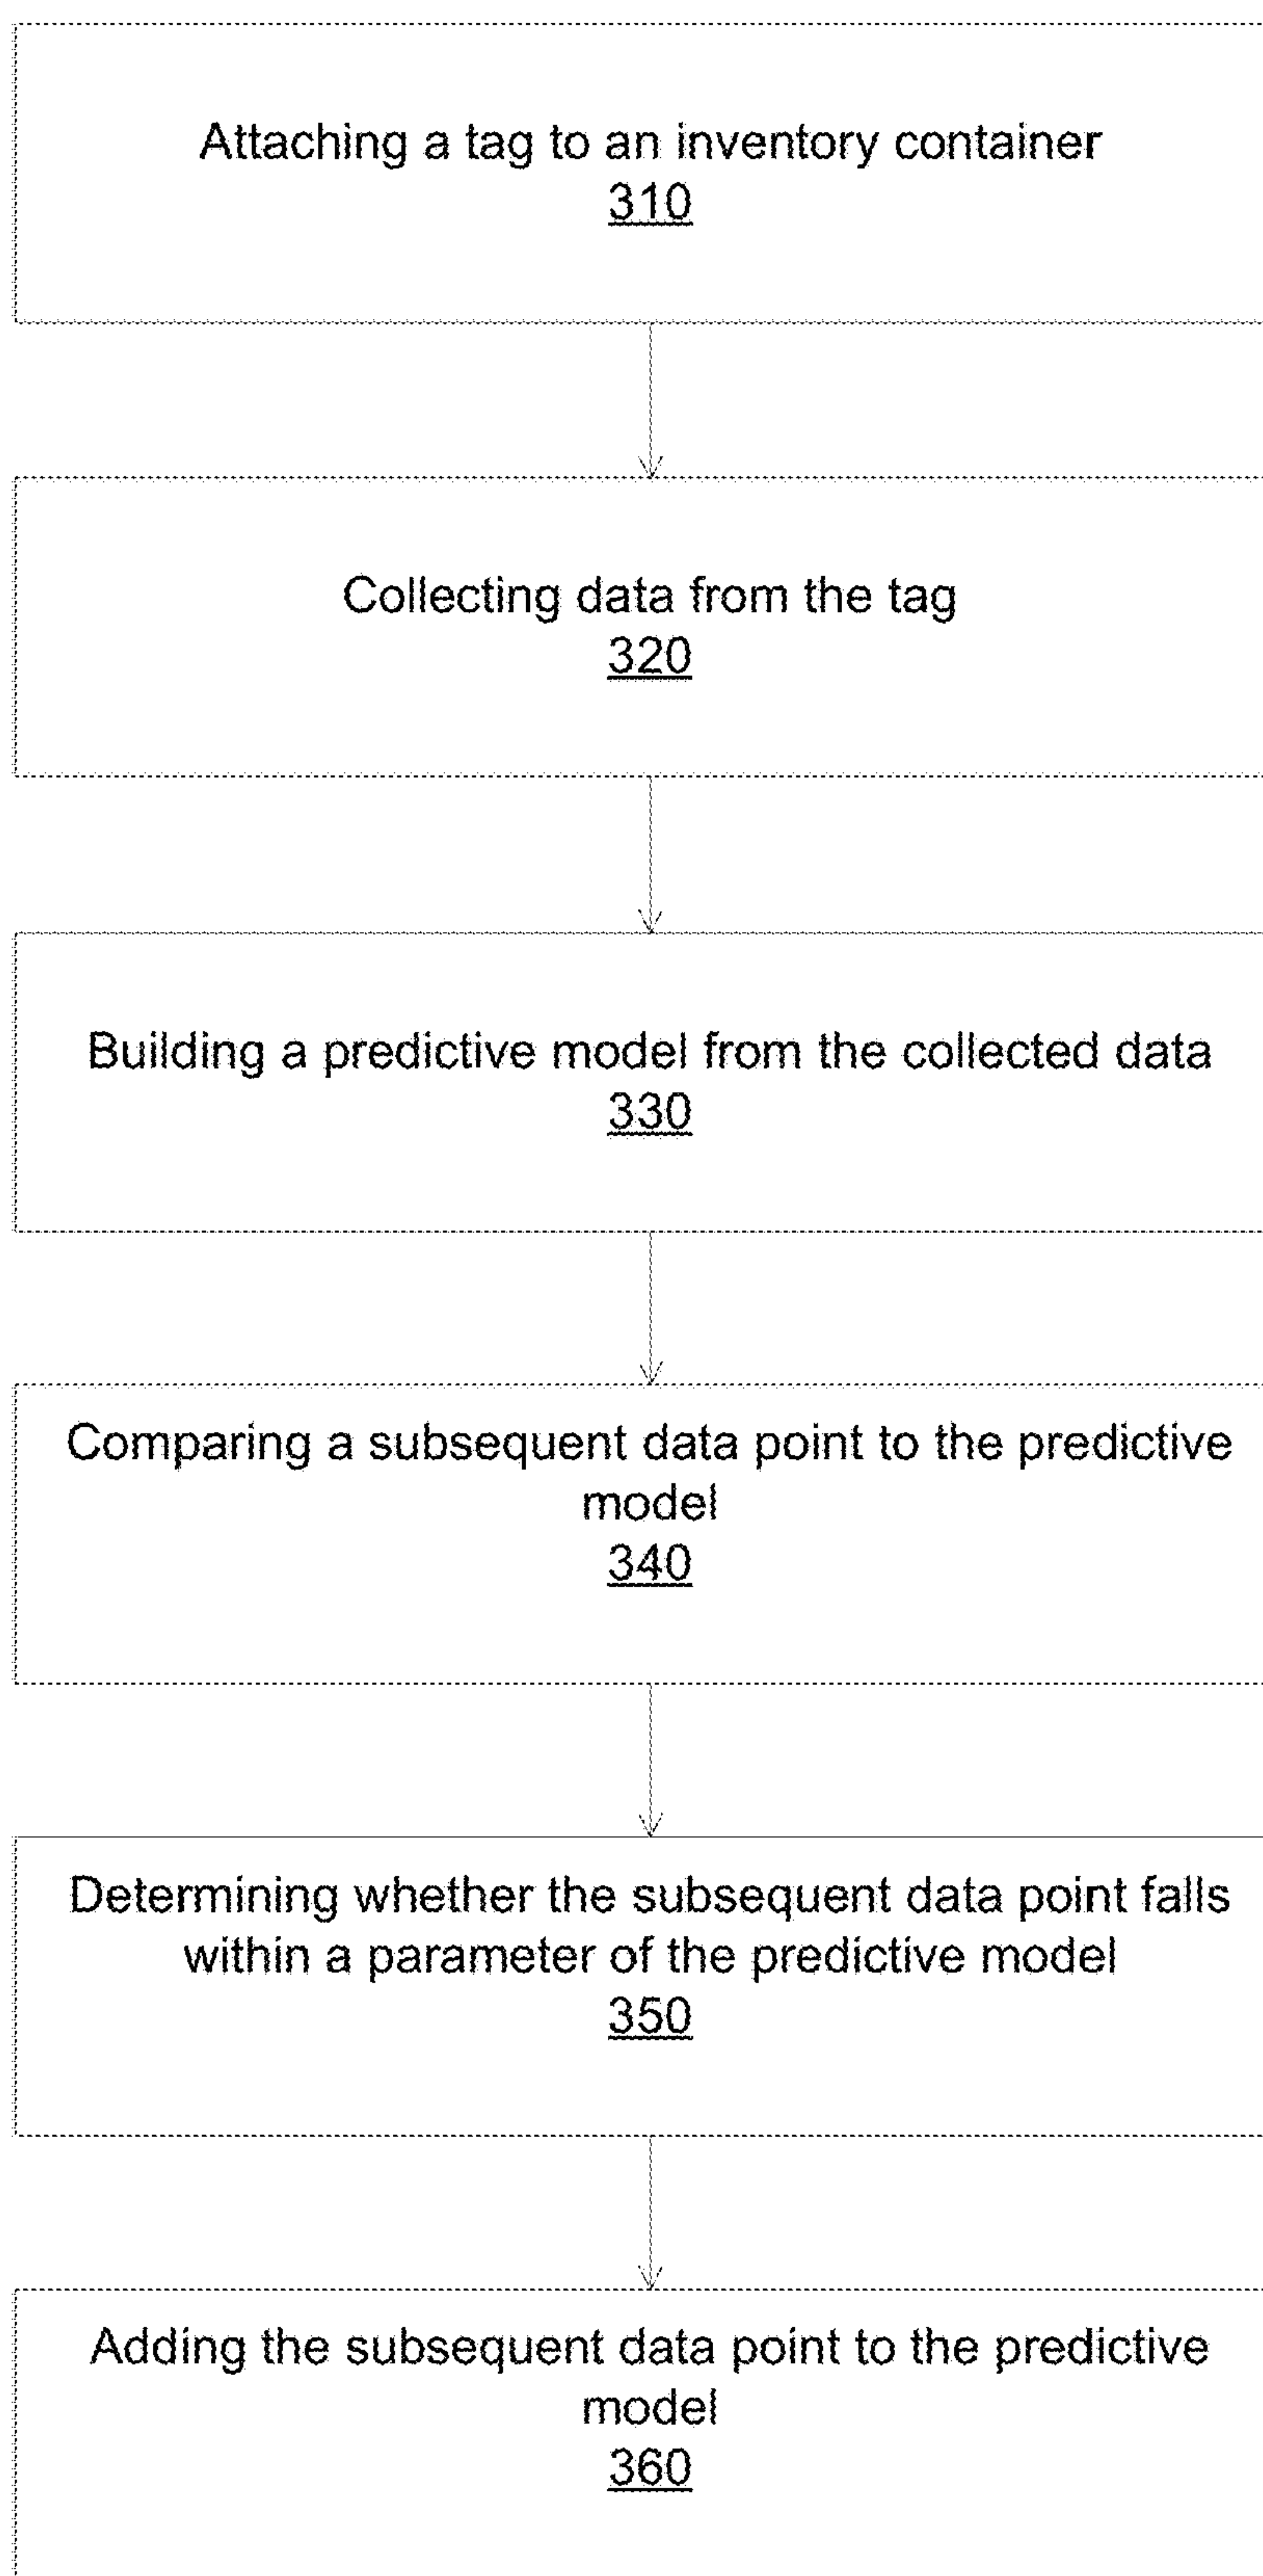 Attaching a tag to an inventory container
310
Collecting data from the tag
320
Building a predictive model from the collected data
330
Comparing a subsequent data point to the predictive
model
340
Determining whether the subsequent data point falls
within a parameter of the predictive model
350
Adding the subsequent data point to the predictive
model
360